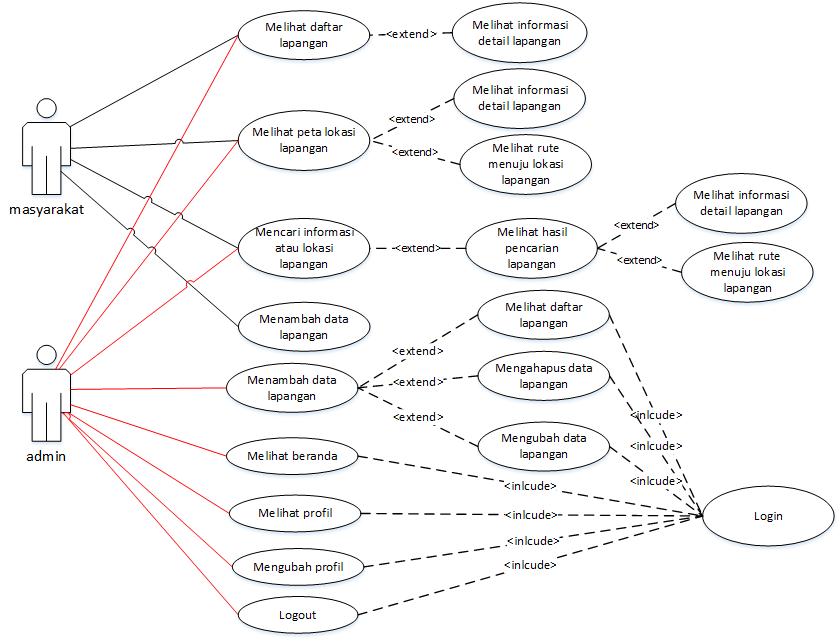 Melihat daftar
lapangan
<extend>
Melihat informasi
detail lapangan
masyarakat
Melihat peta lokasi
lapangan
<extend>
Melihat informasi
detail lapangan
<extend>
Melihat rute
menuju lokasi
lapangan
Mencari informasi
atau lokasi
lapangan
<extend>
Melihat hasil
pencarian
lapangan
<extend>
Melihat informasi
detail lapangan
<extend>
Melihat rute
menuju lokasi
lapangan
Menambah data
lapangan
admin
Menambah data
lapangan
<extend>
Melihat daftar
lapangan
<extend>
Mengahapus data
lapangan
<extend>
Mengubah data
lapangan
<inlcude>
<inlcude>
<inlcude>
Melihat beranda
<inlcude>
Melihat profil
<inlcude>
Mengubah profil
<inlcude>
Logout
<inlcude>
Login